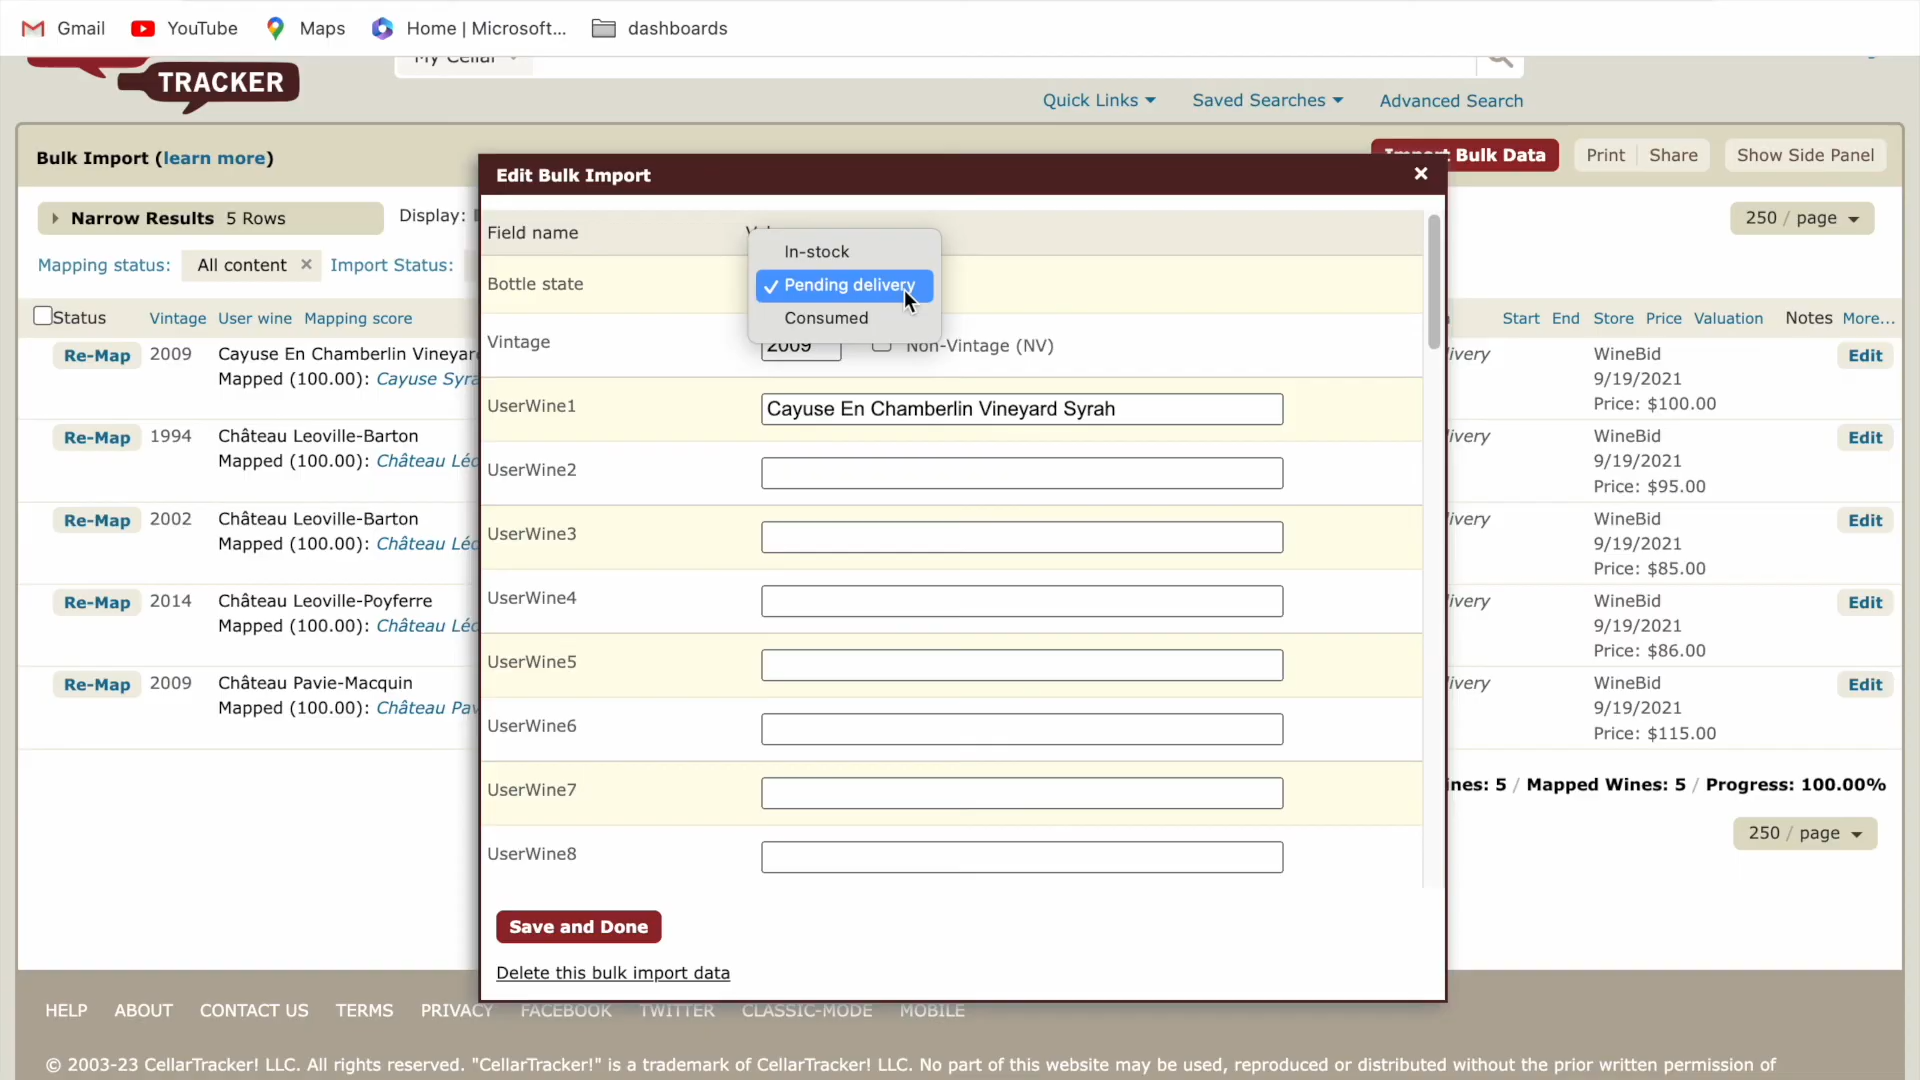 Gmail YouTube Maps Home | Microsoft... dashboards
TRACKER
My Cellar
Quick Links Saved Searches Advanced Search
Bulk Import (learn more)
Bulk Data Print Share Show Side Panel
Narrow Results 5 Rows Display:
250 / page
Mapping status: All content × Import Status:
Status Vintage User wine Mapping score
Start End Store Price Valuation Notes More...
Re-Map 2009 Cayuse En Chamberlin Vineyar
Mapped (100.00): Cayuse Syra
ivery WineBid Edit
9/19/2021
Price: $100.00
Re-Map 1994 Château Leoville-Barton
Mapped (100.00): Château Léo
ivery WineBid Edit
9/19/2021
Price: $95.00
Re-Map 2002 Château Leoville-Barton
Mapped (100.00): Château Léo
ivery WineBid Edit
9/19/2021
Price: $85.00
Re-Map 2014 Château Leoville-Poyferre
Mapped (100.00): Château Léo
ivery WineBid Edit
9/19/2021
Price: $86.00
Re-Map 2009 Château Pavie-Macquin
Mapped (100.00): Château Pav
ivery WineBid Edit
9/19/2021
Price: $115.00
ines: 5 / Mapped Wines: 5 / Progress: 100.00%
250 / page
Edit Bulk Import ×
Field name
Bottle state
In-stock
✓ Pending delivery
Consumed
Vintage 2009 Non-Vintage (NV)
UserWine1 Cayuse En Chamberlin Vineyard Syrah
UserWine2
UserWine3
UserWine4
UserWine5
UserWine6
UserWine7
UserWine8
Save and Done
Delete this bulk import data
HELP ABOUT CONTACT US TERMS PRIVACY FACEBOOK TWITTER CLASSIC-MODE MOBILE
© 2003-23 CellarTracker! LLC. All rights reserved. "CellarTracker!" is a trademark of CellarTracker! LLC. No part of this website may be used, reproduced or distributed without the prior written permission of